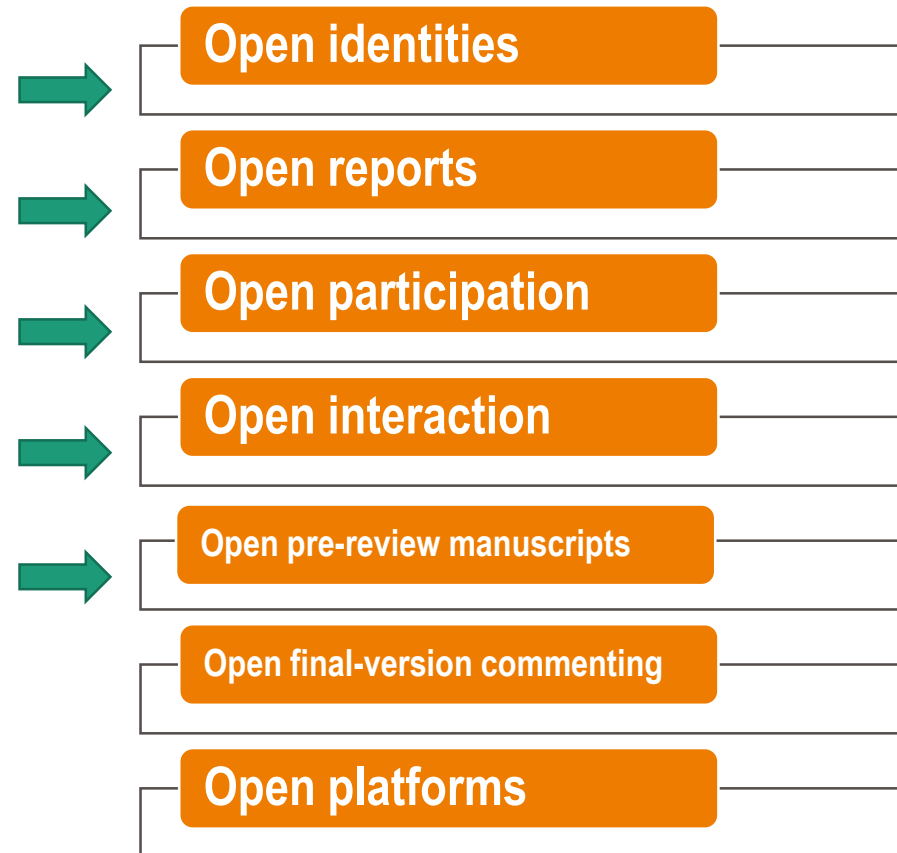 Open identities
Open reports
Open participation
Open interaction
Open pre-review manuscripts
Open final-version commenting
Open platforms